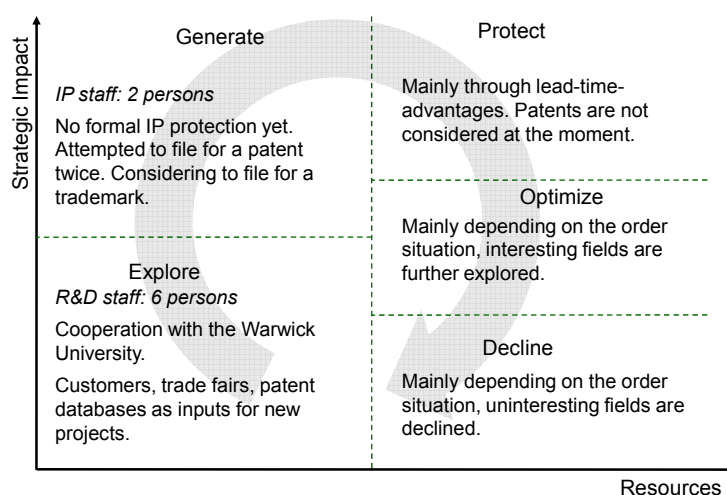 Strategic Impact
Generate
IP staff: 2 persons
No formal IP protection yet.
Attempted to file for a patent
twice. Considering to file for a
trademark.
Protect
Mainly through lead-time-
advantages. Patents are not
considered at the moment.
Optimize
Mainly depending on the order
situation, interesting fields are
further explored.
Explore
R&D staff: 6 persons
Cooperation with the Warwick
University.
Customers, trade fairs, patent
databases as inputs for new
projects.
Decline
Mainly depending on the order
situation, uninteresting fields are
declined.
Resources